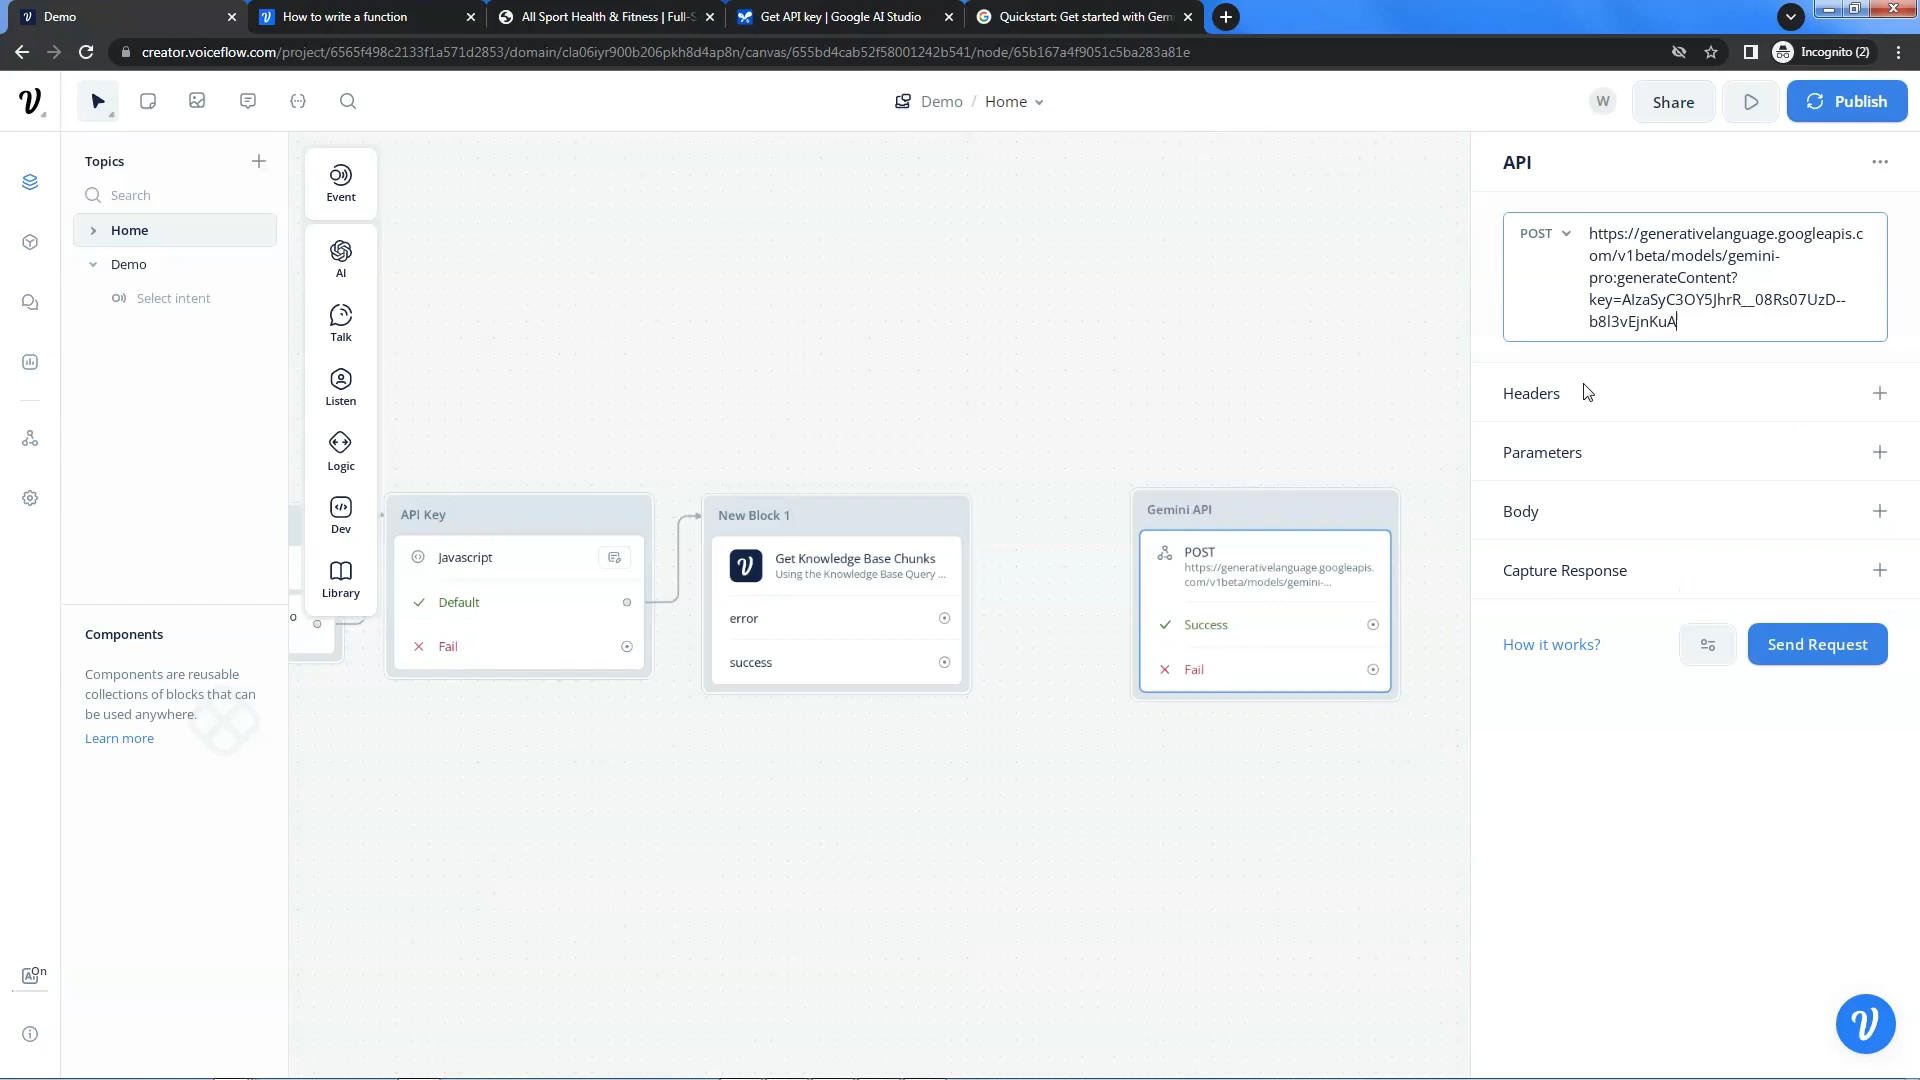 Demo
How to write a function
All Sport Health & Fitness | Full-S
Get API key | Google AI Studio
Quickstart: Get started with Gem
creator.voiceflow.com/project/6565f498c2133f1a571d2853/domain/cla06iyr900b206pkh8d4ap8n/canvas/655bd4cab52f58001242b541/node/65b167a4f9051c5ba283a81e
Incognito (2)
Demo / Home
W
Share
Publish
Topics
Search
Home
Demo
Select intent
Event
AI
Talk
Listen
Logic
Dev
Library
Components
Components are reusable
collections of blocks that can
be used anywhere.
Learn more
On
o
API Key
Javascript
Default
Fail
New Block 1
Get Knowledge Base Chunks
Using the Knowledge Base Query ...
error
success
Gemini API
POST
https://generativelanguage.googleapis.
com/v1beta/models/gemini-...
Success
Fail
API
POST
https://generativelanguage.googleapis.c
om/v1beta/models/gemini-
pro:generateContent?
key=AIzaSyC3OY5JhrR__08Rs07UzD--
b8l3vEjnKuA
Headers
Parameters
Body
Capture Response
How it works?
Send Request